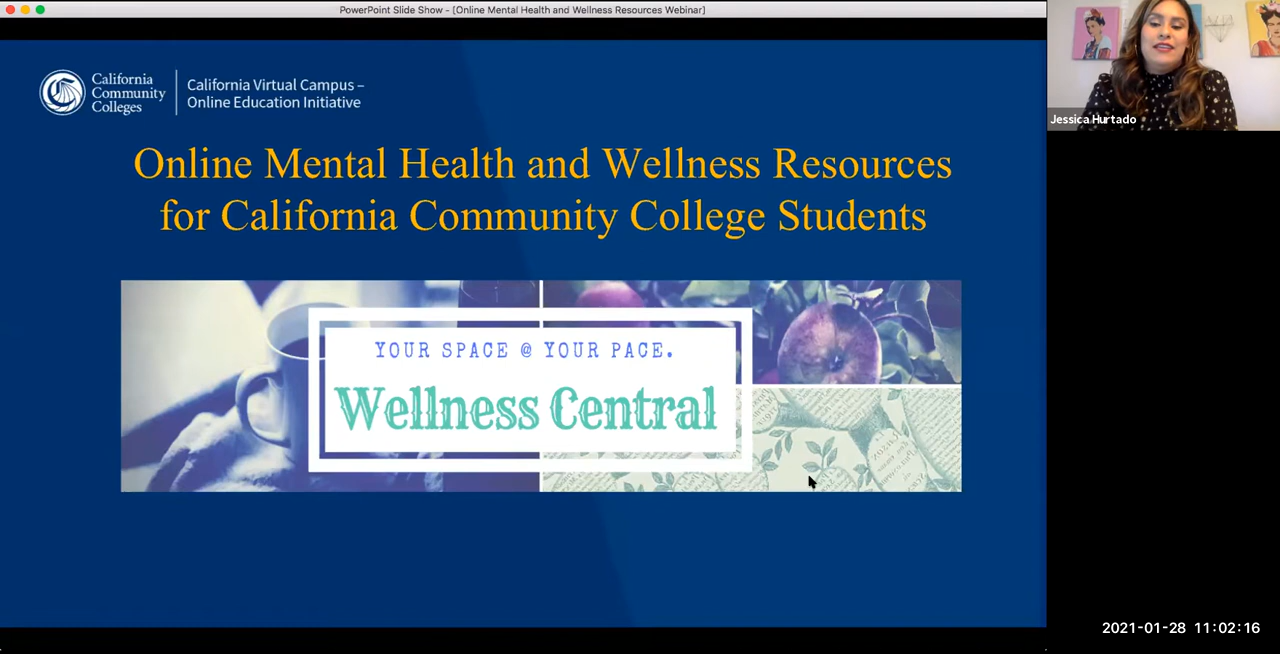 PowerPoint Slide Show - [Online Mental Health and Wellness Resources Webinar]
California
Community
Colleges
California Virtual Campus –
Online Education Initiative
Online Mental Health and Wellness Resources
for California Community College Students
YOUR SPACE @ YOUR PACE.
Wellness Central
Jessica Hurtado
2021-01-28 11:02:16